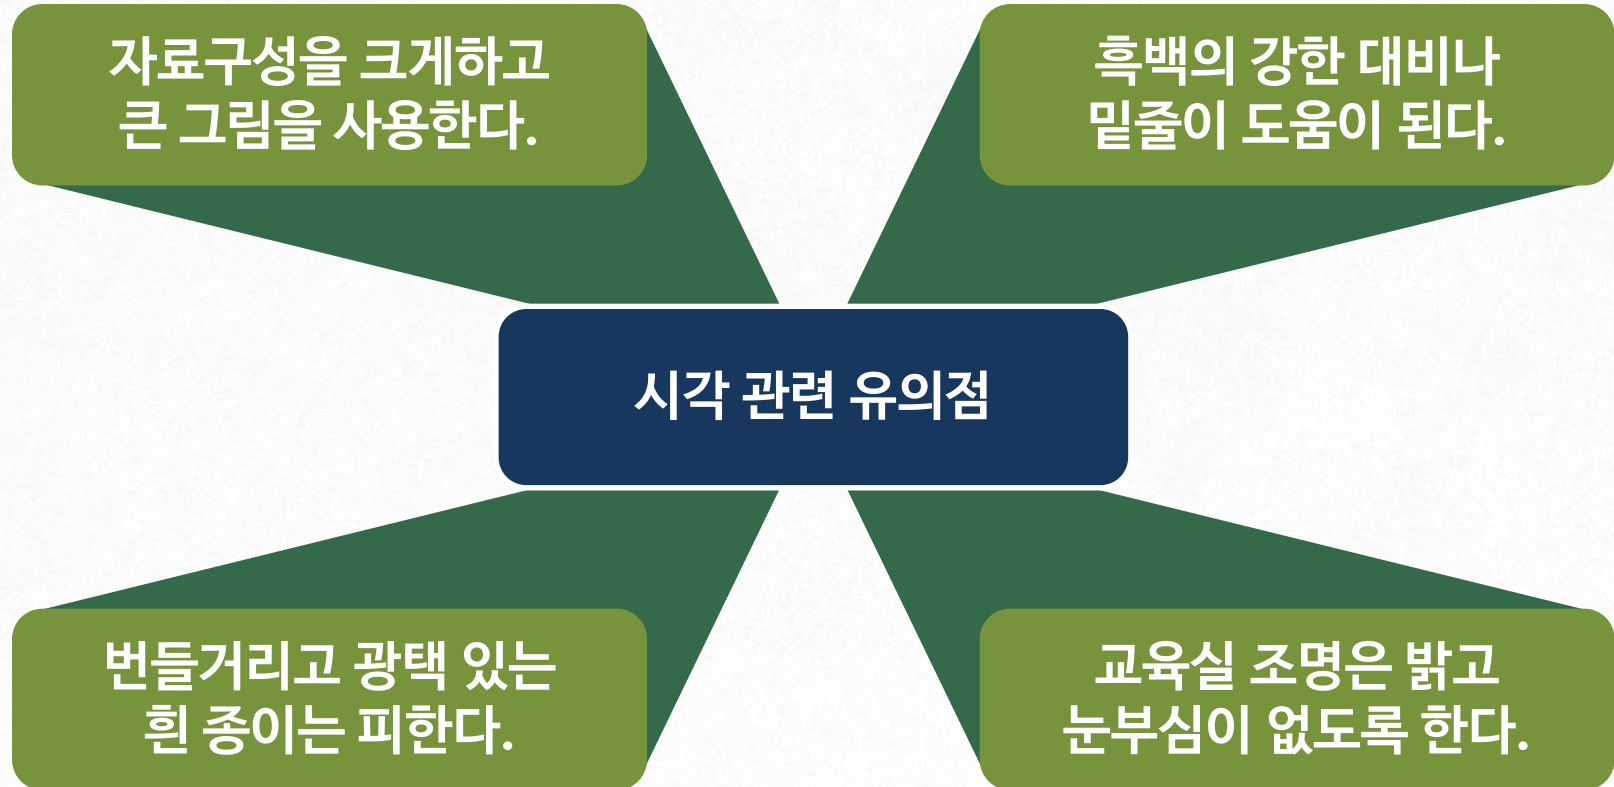 자료구성을 크게하고
큰 그림을 사용한다.
흑백의 강한 대비나
밑줄이 도움이 된다.
시각 관련 유의점
번들거리고 광택 있는
흰 종이는 피한다.
교육실 조명은 밝고
눈부심이 없도록 한다.